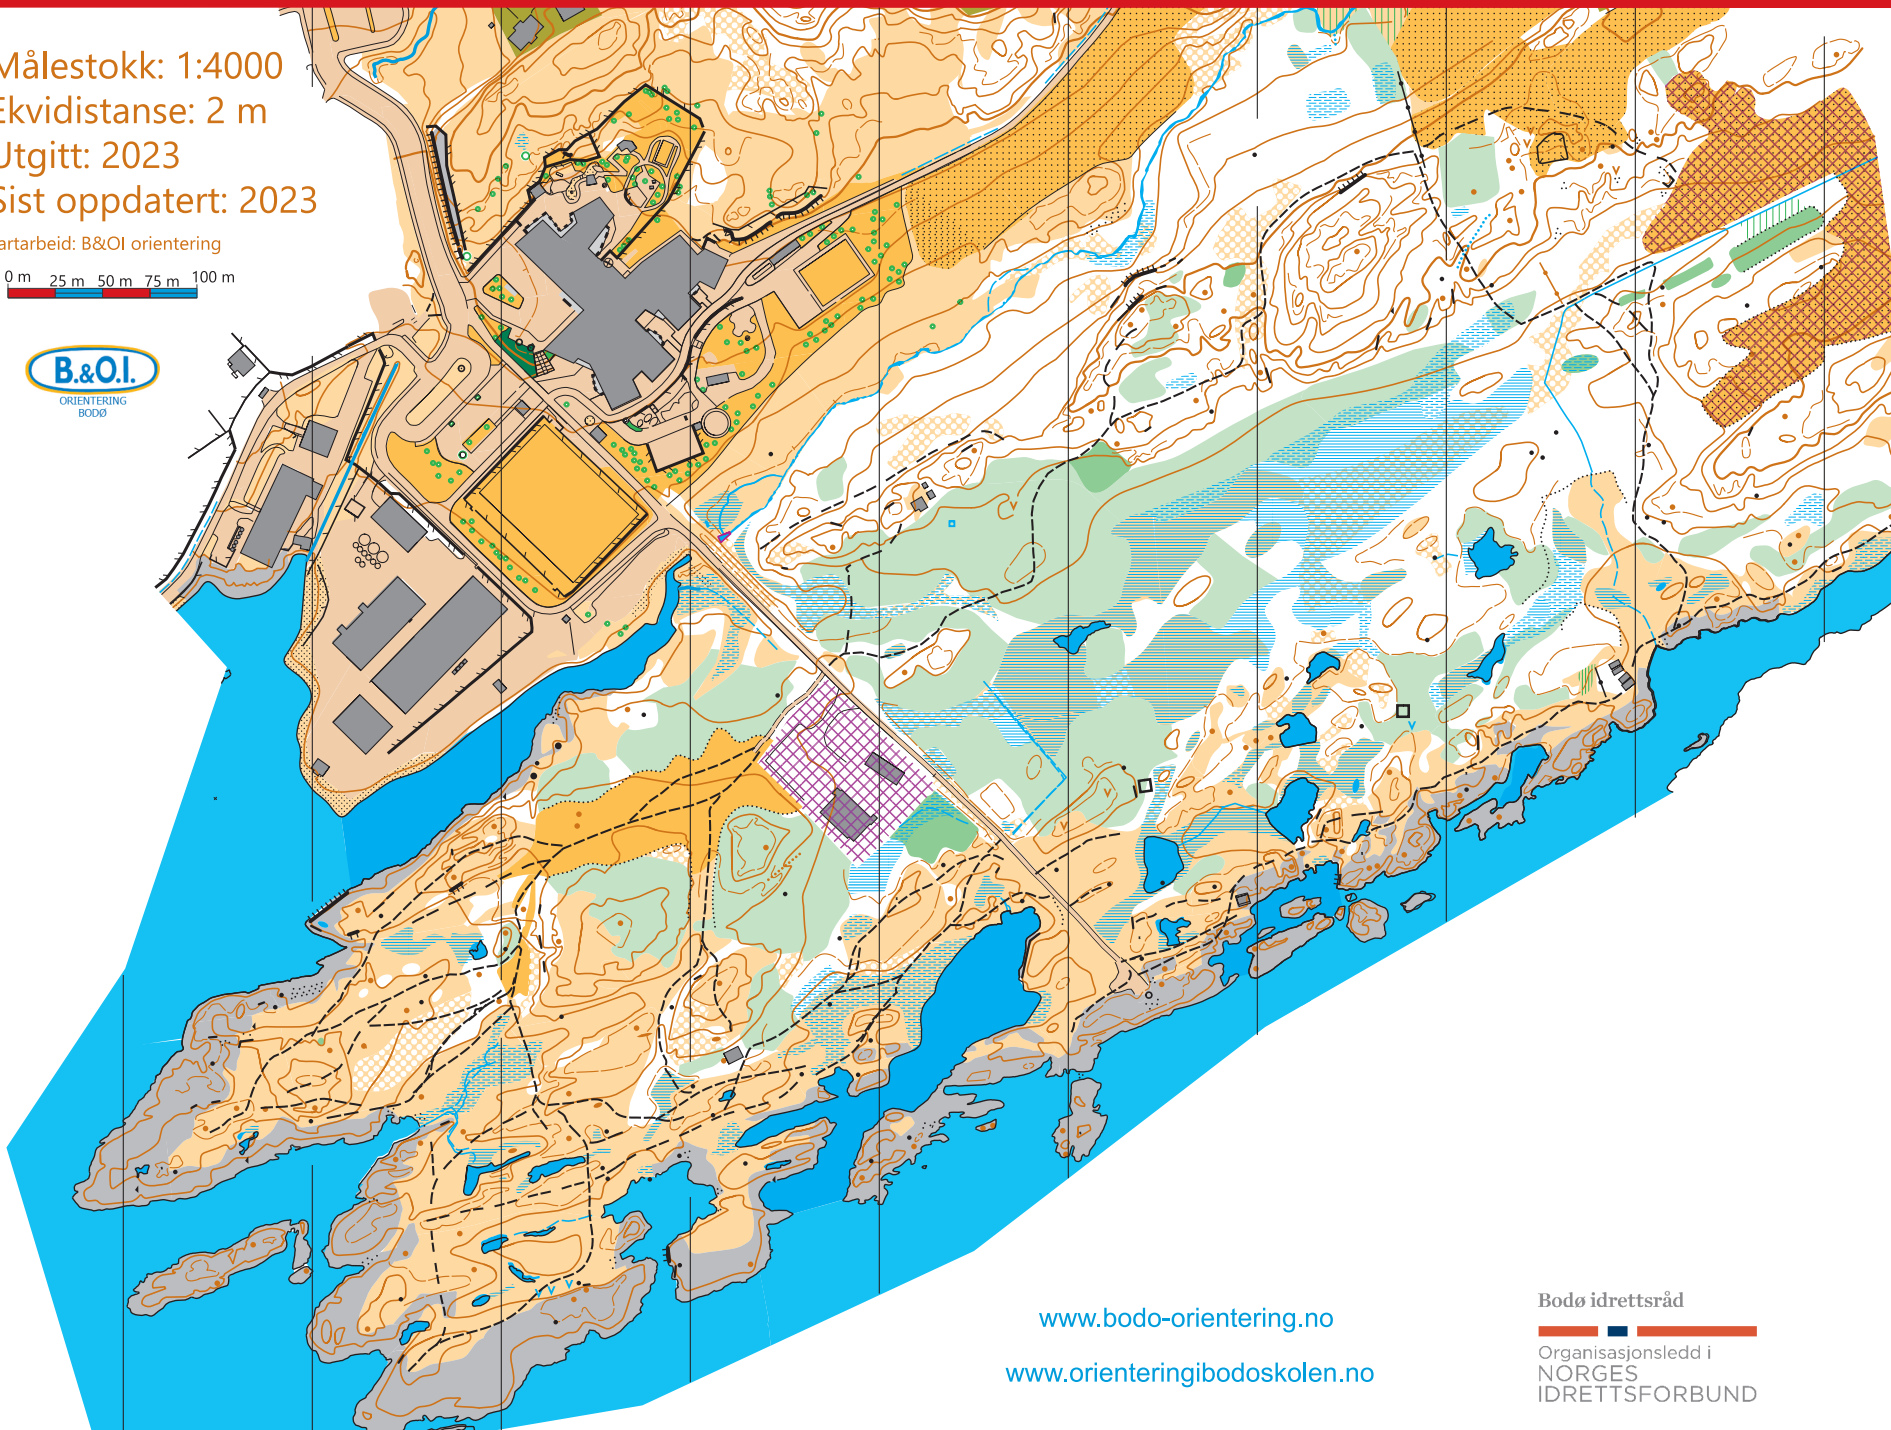 Målestokk: 1:4000
Ekvidistanse: 2 m
Utgitt: 2023
Sist oppdatert: 2023
artarbeid: B&OI orientering
0 m 25 m 50 m 75 m 100 m
B.&O.I.
ORIENTERING
BODØ
www.bodo-orientering.no
www.orienteringibodoskolen.no
Bodø idrettsråd
Organisasjonsledd i
NORGES
IDRETTSFORBUND